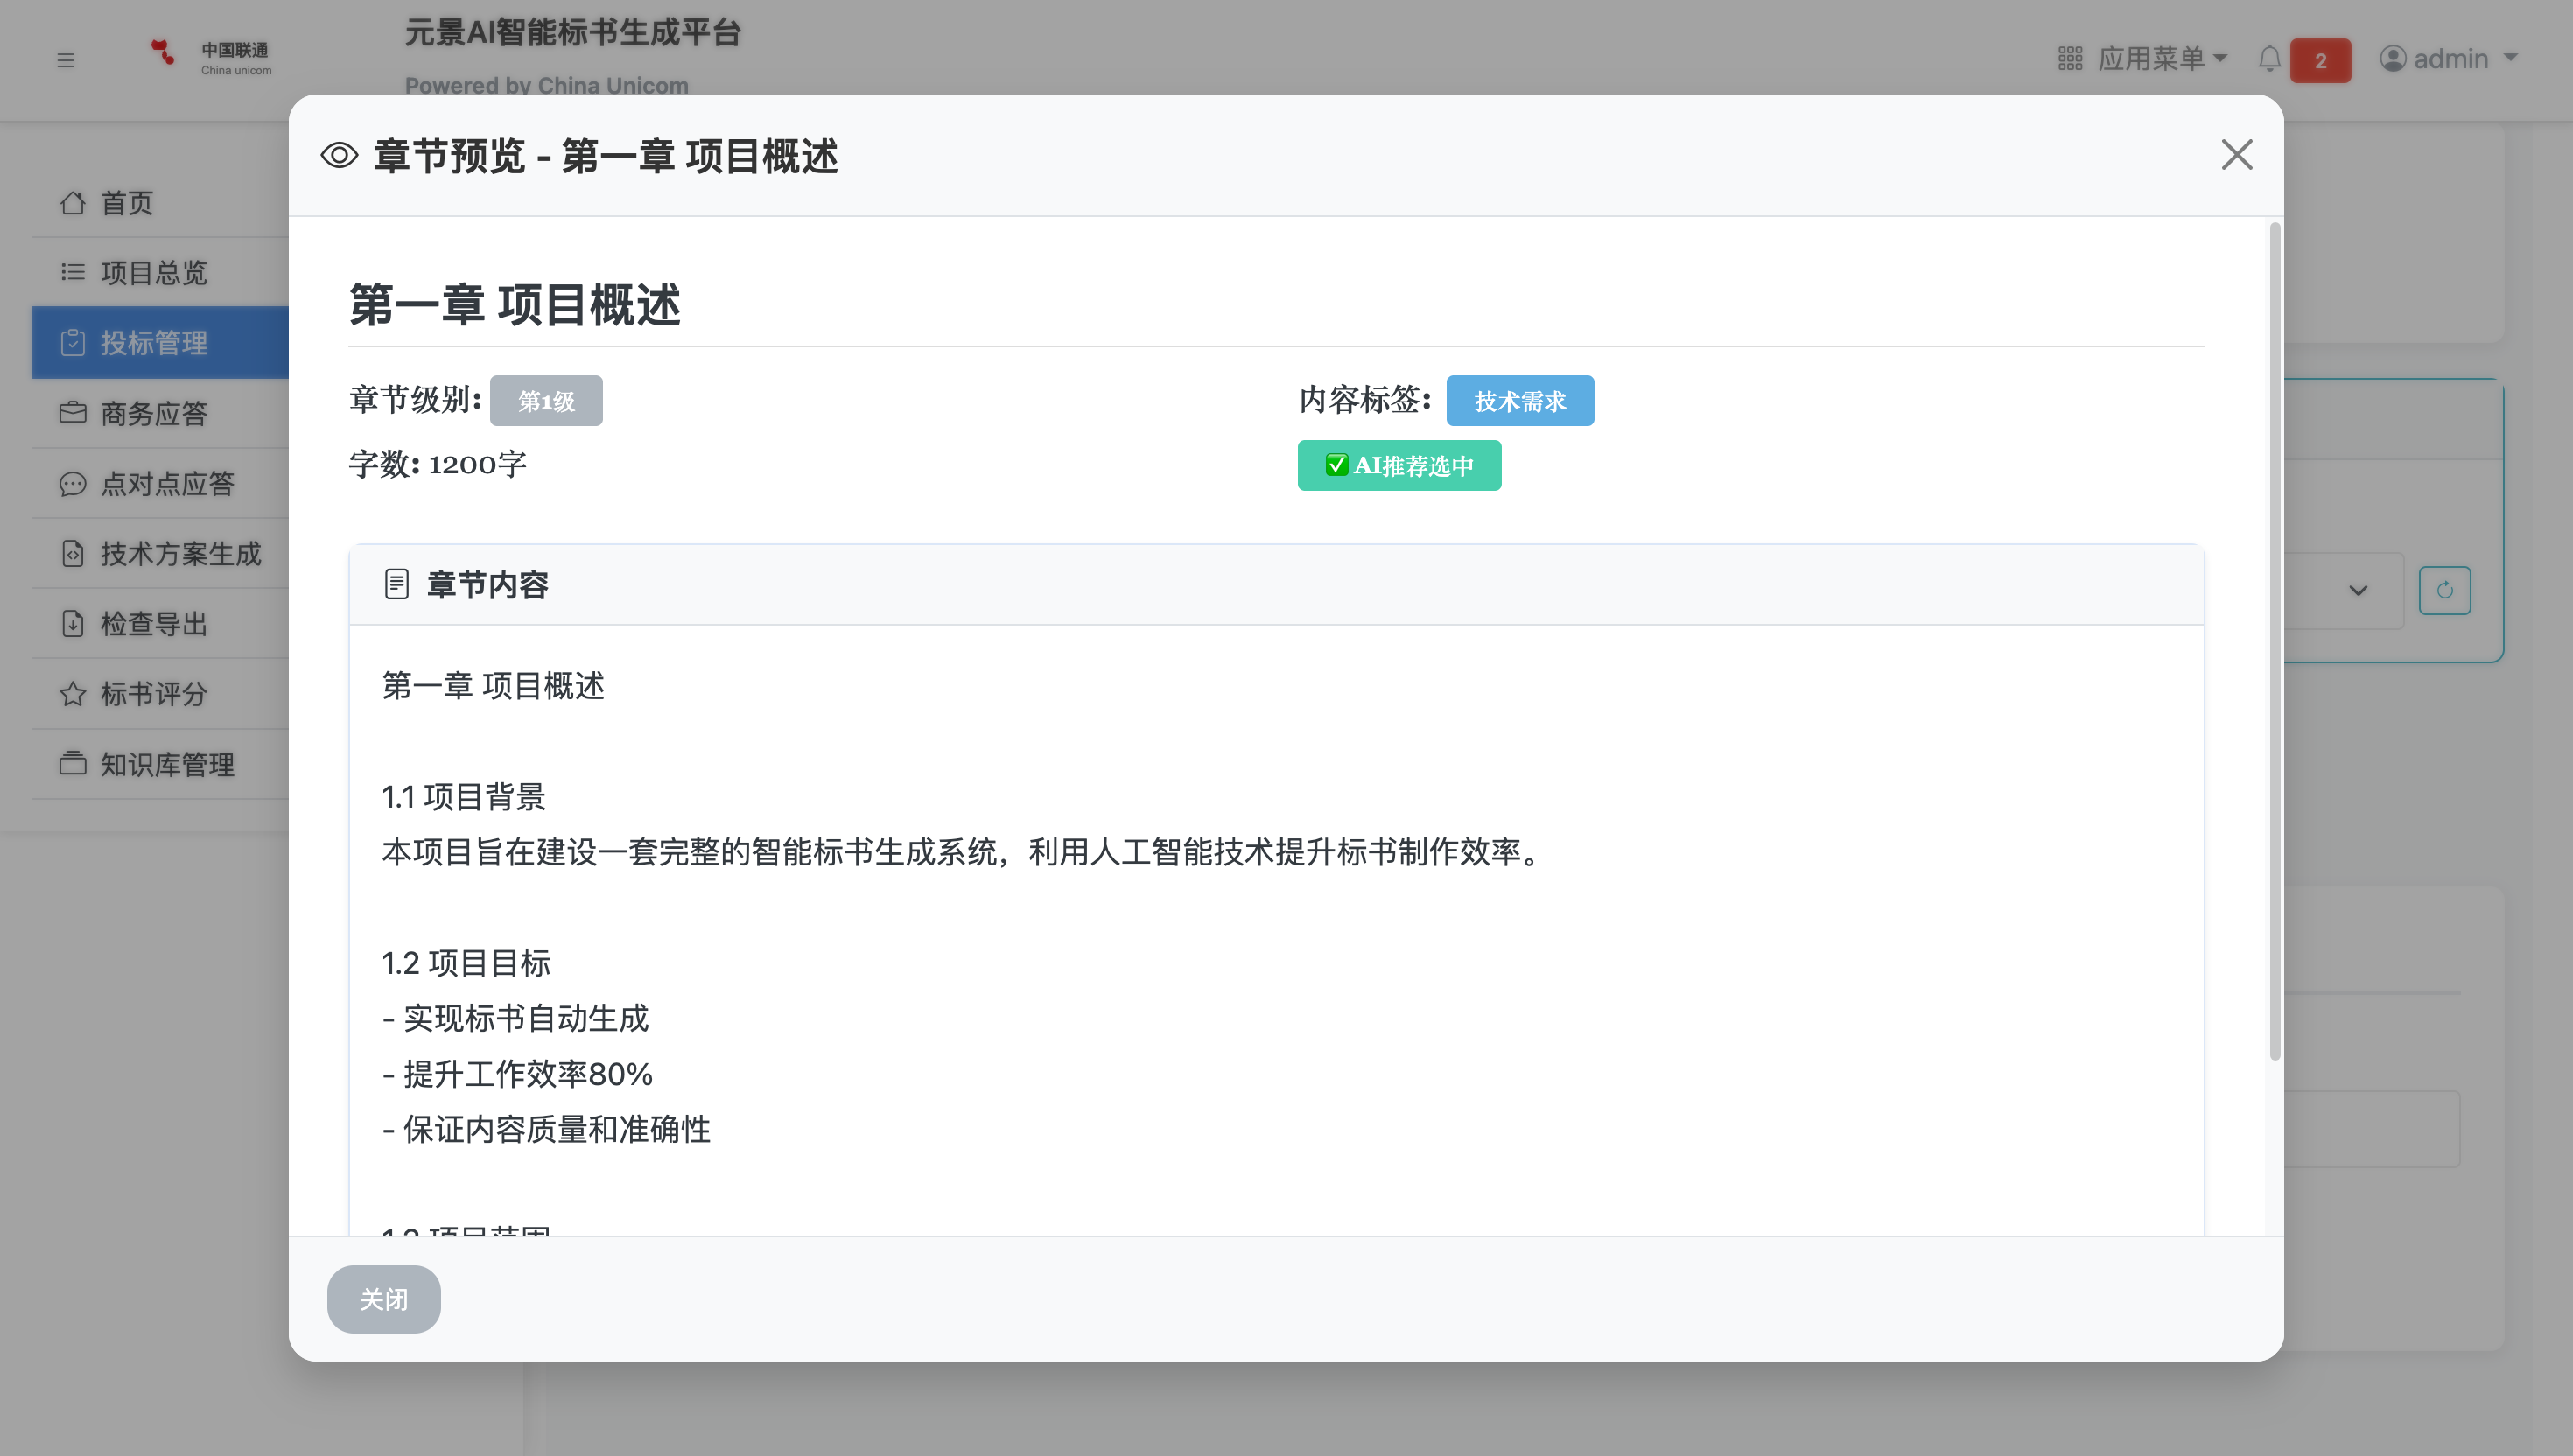 中国联通
China unicom
元景AI智能标书生成平台
Powered by China Unicom
应用菜单
2
admin
首页
项目总览
投标管理
商务应答
点对点应答
技术方案生成
检查导出
标书评分
知识库管理
章节预览 - 第一章 项目概述
第一章 项目概述
章节级别: 第1级
内容标签: 技术需求
字数: 1200字
✅ AI推荐选中
章节内容
第一章 项目概述
1.1 项目背景
本项目旨在建设一套完整的智能标书生成系统，利用人工智能技术提升标书制作效率。
1.2 项目目标
- 实现标书自动生成
- 提升工作效率80%
- 保证内容质量和准确性
1.3 项目范围
关闭